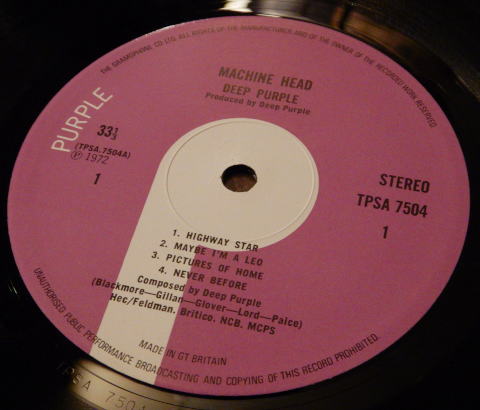 THE GRAMOPHONE CO LTD. ALL RIGHTS OF THE MANUFACTURER AND OF THE OWNER OF THE RECORDED WORK RESERVED.
MACHINE HEAD
DEEP PURPLE
Produced by Deep Purple
PURPLE
33⅓
(TPSA.7504A)
Ⓟ 1972
1
STEREO
TPSA 7504
1
1. HIGHWAY STAR
2. MAYBE I'M A LEO
3. PICTURES OF HOME
4. NEVER BEFORE
Composed by Deep Purple
(Blackmore—Gillan—Glover—Lord—Paice)
Hec/Feldman, Britico, NCB, MCPS
MADE IN GT BRITAIN
UNAUTHORISED PUBLIC PERFORMANCE BROADCASTING AND COPYING OF THIS RECORD PROHIBITED.
TPSA 7504